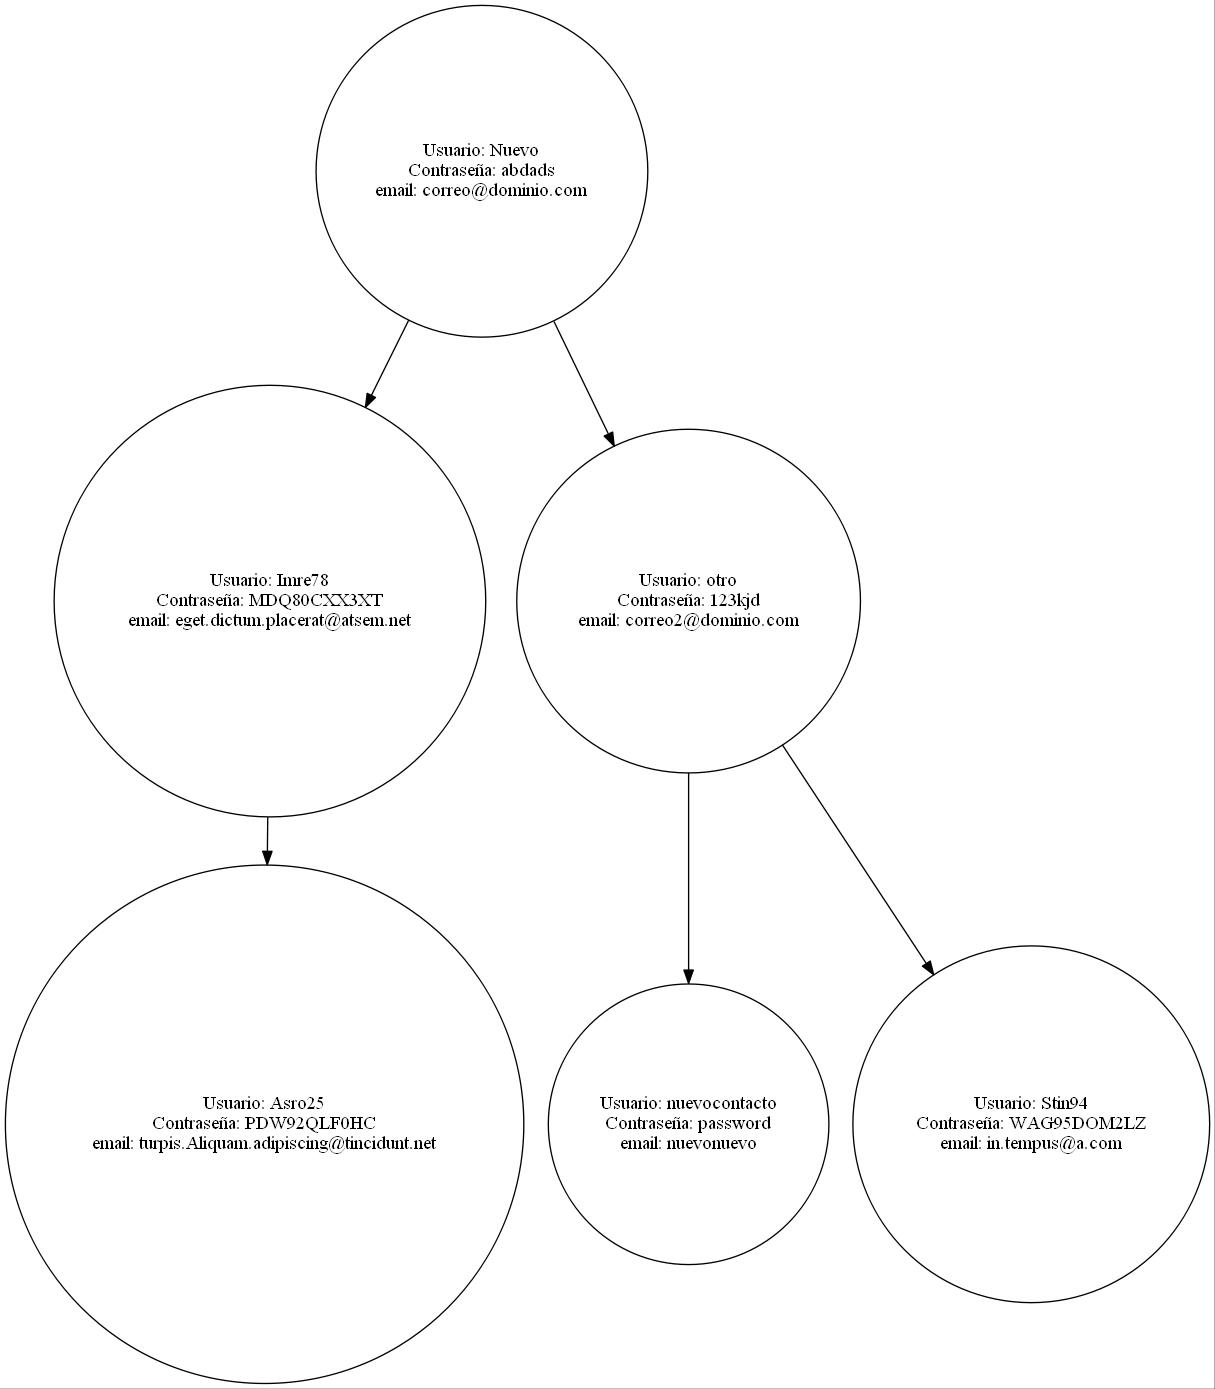 Usuario: Nuevo
Contraseña: abdads
email: correo@dominio.com
Usuario: Imre78
Contraseña: MDQ80CXX3XT
email: eget.dictum.placerat@atsem.net
Usuario: otro
Contraseña: 123kjd
email: correo2@dominio.com
Usuario: Asro25
Contraseña: PDW92QLF0HC
email: turpis.Aliquam.adipiscing@tincidunt.net
Usuario: nuevocontacto
Contraseña: password
email: nuevonuevo
Usuario: Stin94
Contraseña: WAG95DOM2LZ
email: in.tempus@a.com